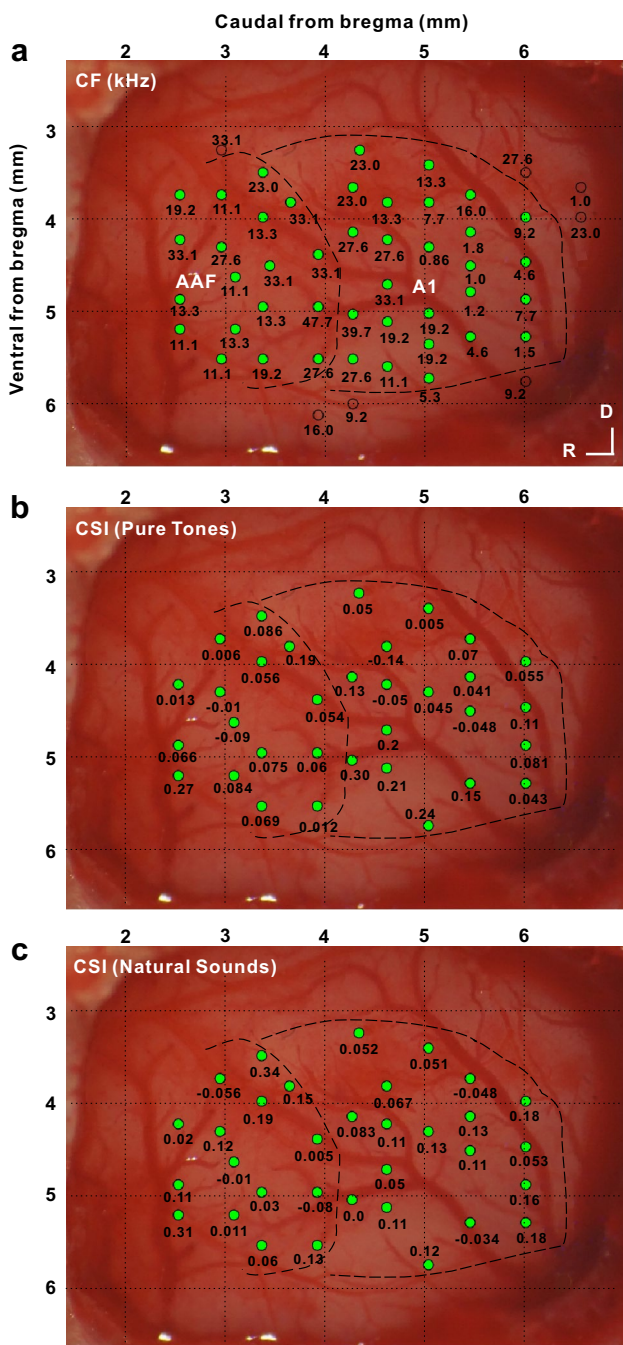 Caudal from bregma (mm)
2 3 4 5 6
a
CF (kHz)
Ventral from bregma (mm)
3
33.1
27.6
23.0 23.0 13.3
1.0
19.2 11.1 33.1 23.0 13.3 7.7 16.0
4
13.3 9.2 23.0
33.1 27.6 27.6 27.6 0.86 1.8
AAF 11.1 33.1 33.1 A1 1.0 4.6
13.3 33.1 1.2
5
13.3 47.7 39.7 19.2 19.2 7.7
11.1 13.3 19.2 4.6 1.5
11.1 19.2 27.6 27.6 11.1 5.3
9.2
6
16.0 9.2
D
R
2 3 4 5 6
b
CSI (Pure Tones)
3
0.05 0.005
0.086
0.006 0.19 -0.14 0.07
4
0.056 0.055
0.013 -0.01 0.13 -0.05 0.045 0.041
-0.09 0.054 -0.048 0.11
0.066 0.2
5
0.075 0.06 0.30 0.21 0.081
0.27 0.084 0.15 0.043
0.069 0.012 0.24
6
2 3 4 5 6
c
CSI (Natural Sounds)
3
0.052 0.051
0.34
-0.056 0.15 0.067 -0.048
4
0.19 0.18
0.02 0.12 0.083 0.11 0.13 0.13
-0.01 0.005 0.11 0.053
0.11 0.05
5
0.03 -0.08 0.0 0.11 0.16
0.31 0.011 -0.034 0.18
0.06 0.13 0.12
6